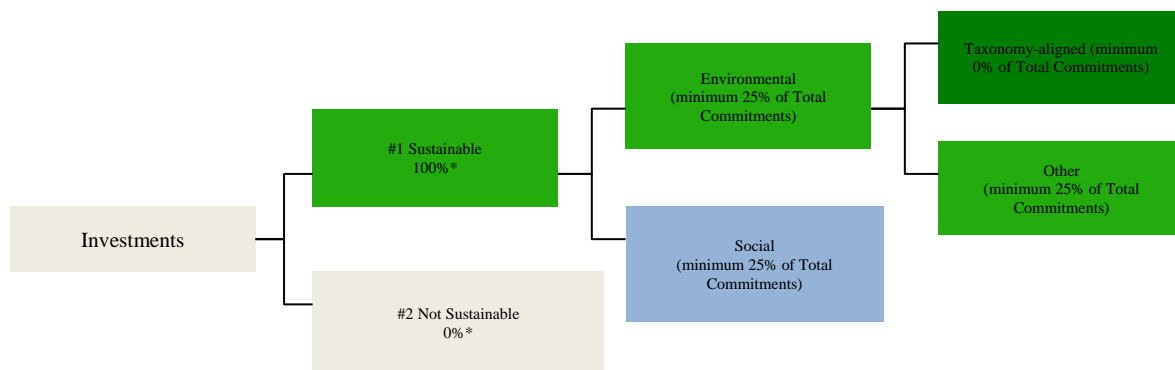 Investments
#1 Sustainable
100%*
#2 Not Sustainable
0%*
Environmental
(minimum 25% of Total
Commitments)
Social
(minimum 25% of Total
Commitments)
Taxonomy-aligned (minimum
0% of Total Commitments)
Other
(minimum 25% of Total
Commitments)